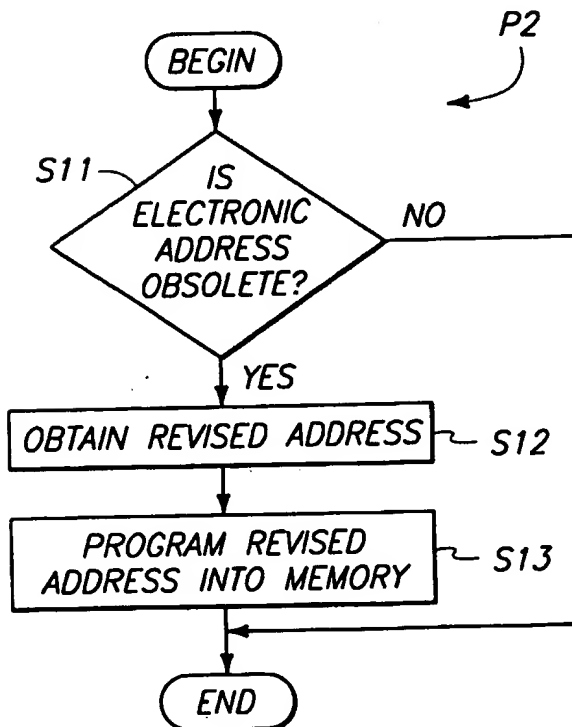 P2
BEGIN
S11
IS
ELECTRONIC
ADDRESS
OBSOLETE?
NO
YES
OBTAIN REVISED ADDRESS
S12
PROGRAM REVISED
ADDRESS INTO MEMORY
S13
END